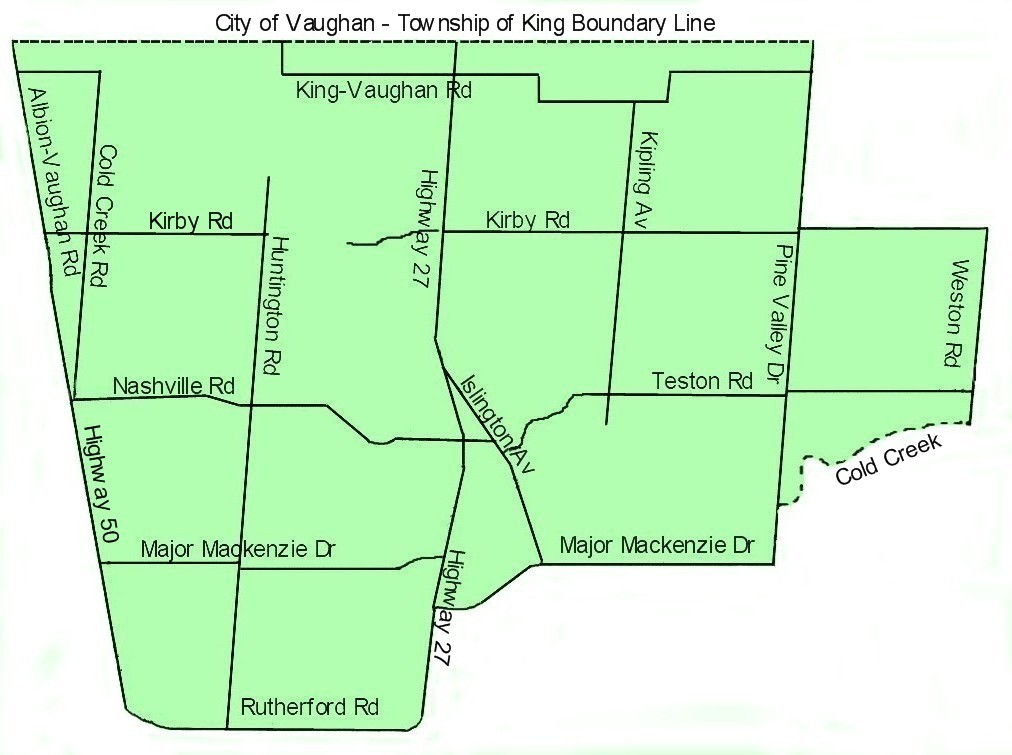 City of Vaughan - Township of King Boundary Line
King-Vaughan Rd
Albion-Vaughan Rd
Cold Creek Rd
Kipling Av
Highway 27
Kirby Rd
Kirby Rd
Huntington Rd
Pine Valley Dr
Weston Rd
Nashville Rd
Teston Rd
Islington Av
Highway 50
Cold Creek
Major Mackenzie Dr
Major Mackenzie Dr
Highway 27
Rutherford Rd